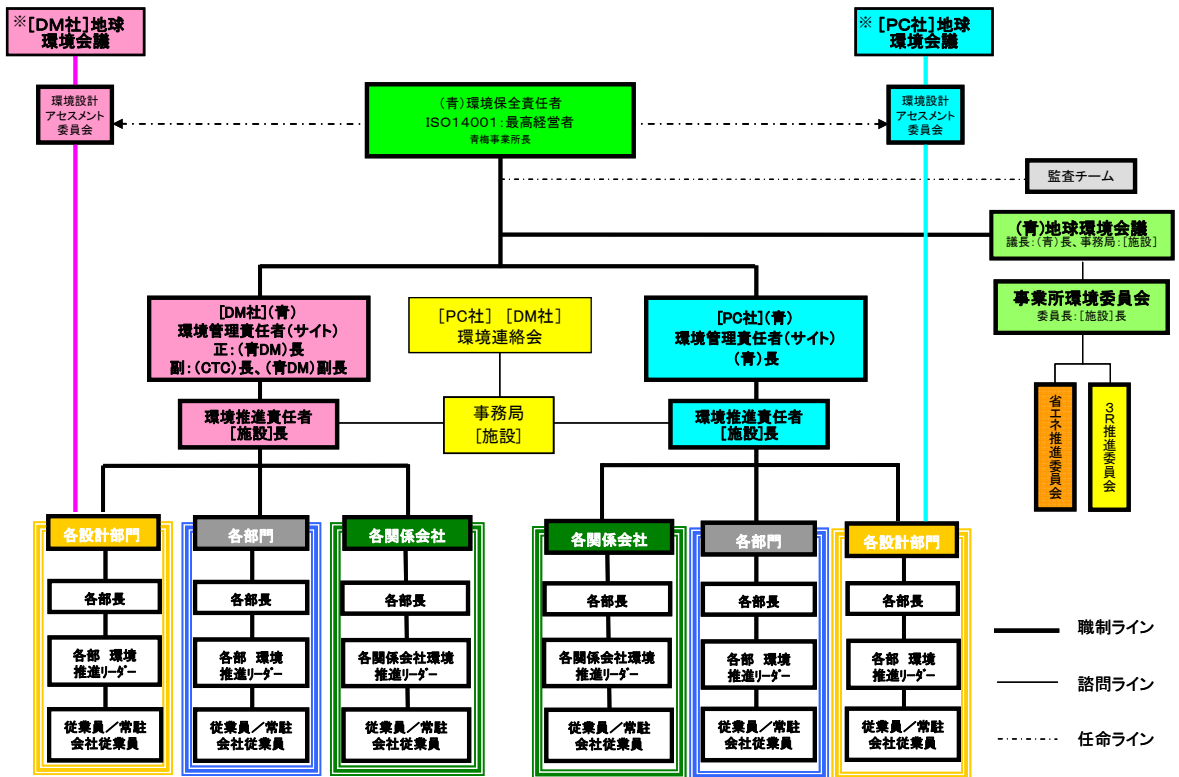 ※[DM社]地球
環境会議
※[PC社]地球
環境会議
環境設計
アセスメント
委員会
(青)環境保全責任者
ISO14001:最高経営者
青梅事業所長
環境設計
アセスメント
委員会
監査チーム
(青)地球環境会議
議長:(青)長、事務局:[施設]
事業所環境委員会
委員長:[施設]長
省エネ推進委員会
3R推進委員会
[DM社](青)
環境管理責任者(サイト)
正:(青DM)長
副:(CTC)長、(青DM)副長
[PC社] [DM社]
環境連絡会
[PC社](青)
環境管理責任者(サイト)
(青)長
環境推進責任者
[施設]長
事務局
[施設]
環境推進責任者
[施設]長
各設計部門
各部長
各部 環境
推進リーダー
従業員/常駐
会社従業員
各部門
各部長
各部 環境
推進リーダー
従業員/常駐
会社従業員
各関係会社
各部長
各関係会社環境
推進リーダー
従業員/常駐
会社従業員
各関係会社
各部長
各関係会社環境
推進リーダー
従業員/常駐
会社従業員
各部門
各部長
各部 環境
推進リーダー
従業員/常駐
会社従業員
各設計部門
各部長
各部 環境
推進リーダー
従業員/常駐
会社従業員
職制ライン
諮問ライン
任命ライン